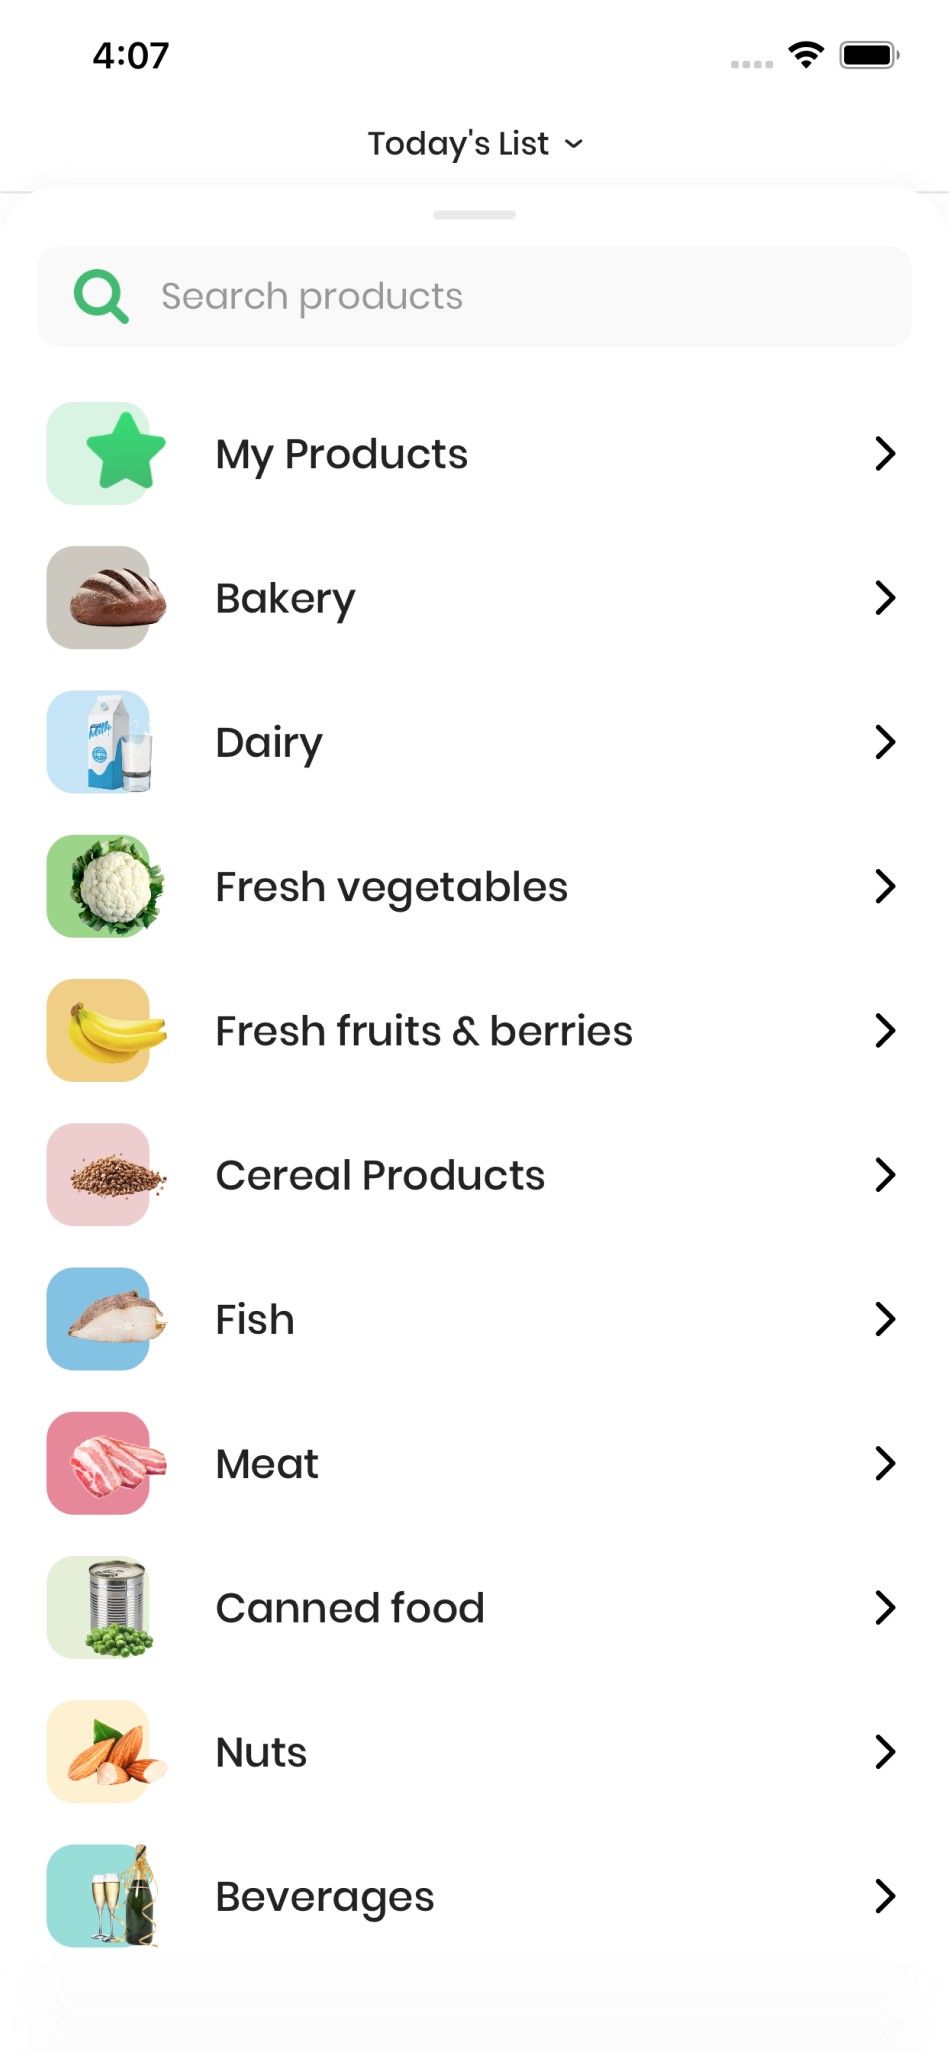 4:07
Today's List
Search products
My Products
Bakery
Milk
Dairy
Fresh vegetables
Fresh fruits & berries
Cereal Products
Fish
Meat
Canned food
Nuts
Beverages